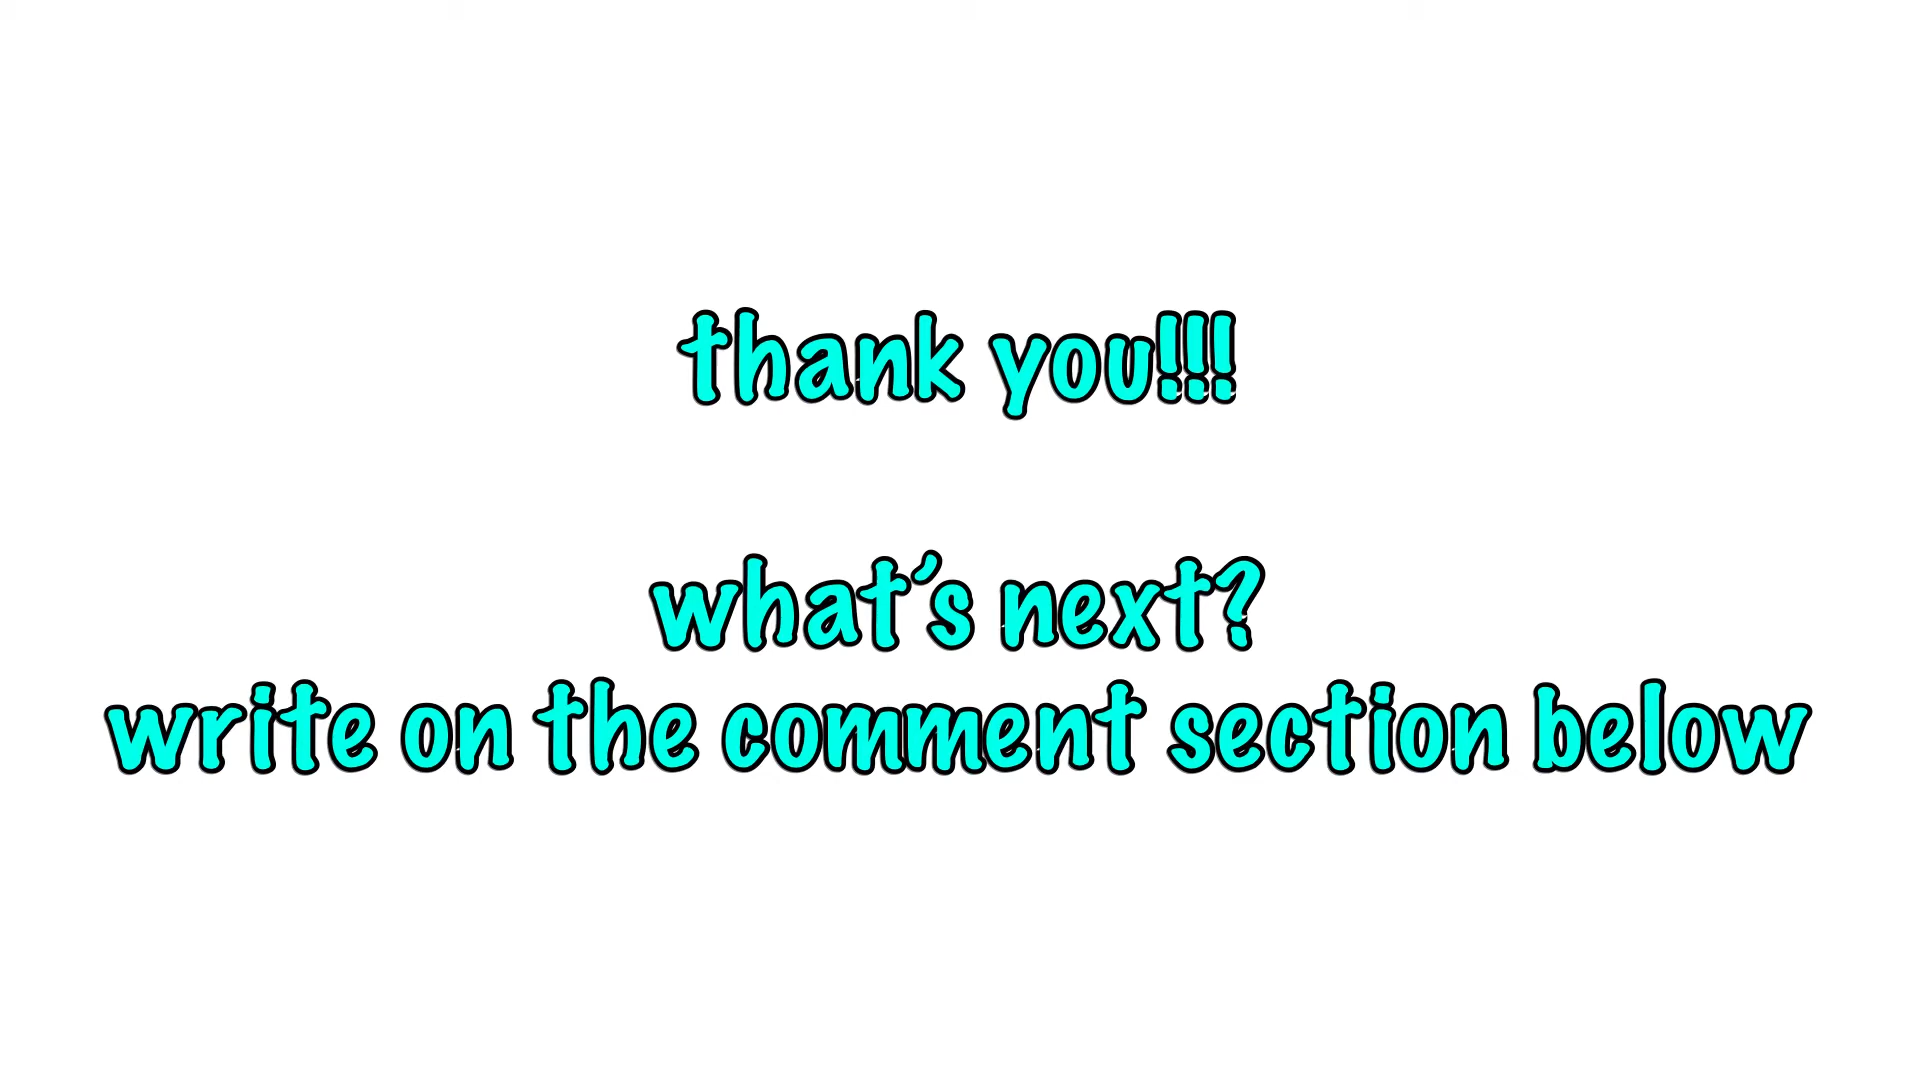 thank you!!!
what’s next?
write on the comment section below